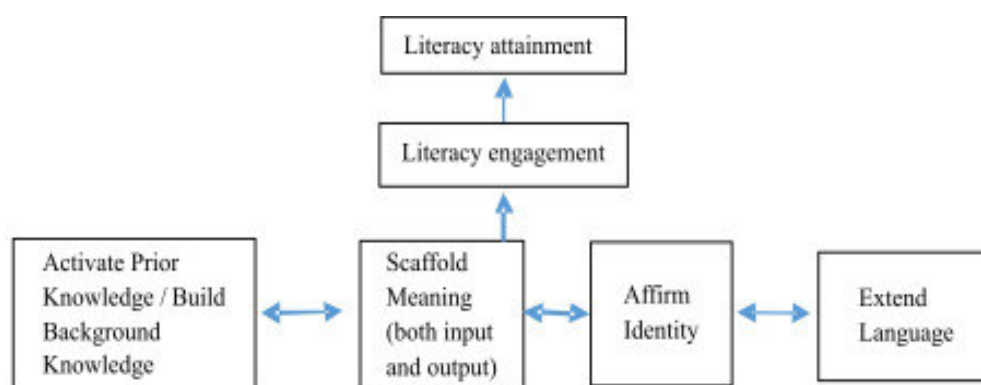 Literacy attainment
Literacy engagement
Activate Prior
Knowledge / Build
Background
Knowledge
Scaffold
Meaning
(both input
and output)
Affirm
Identity
Extend
Language